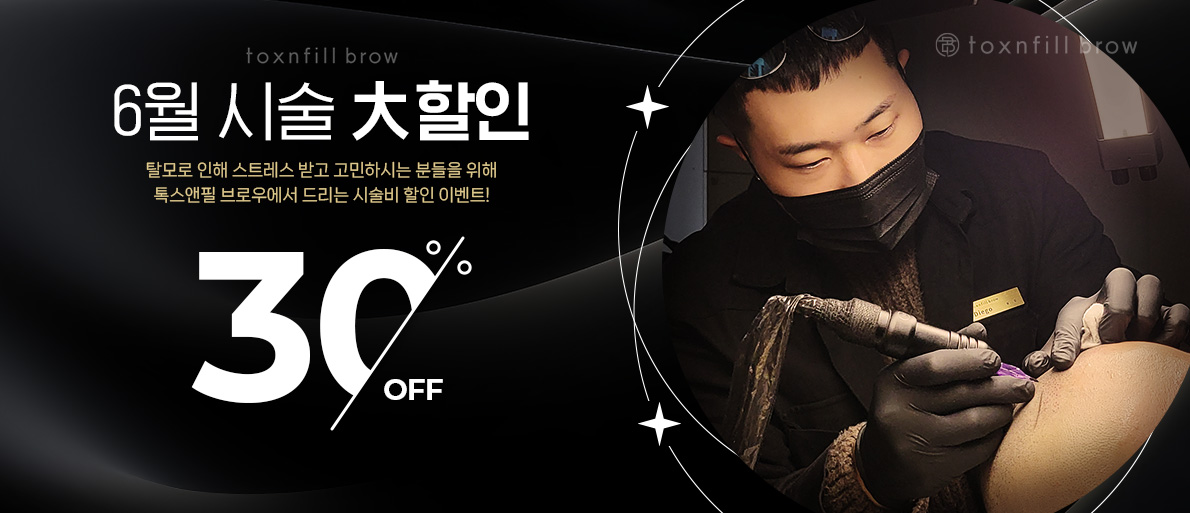 toxnfill brow
6월 시술 大할인
탈모로 인해 스트레스 받고 고민하시는 분들을 위해
톡스앤필 브로우에서 드리는 시술비 할인 이벤트!
30%
OFF
toxnfill brow
Diego